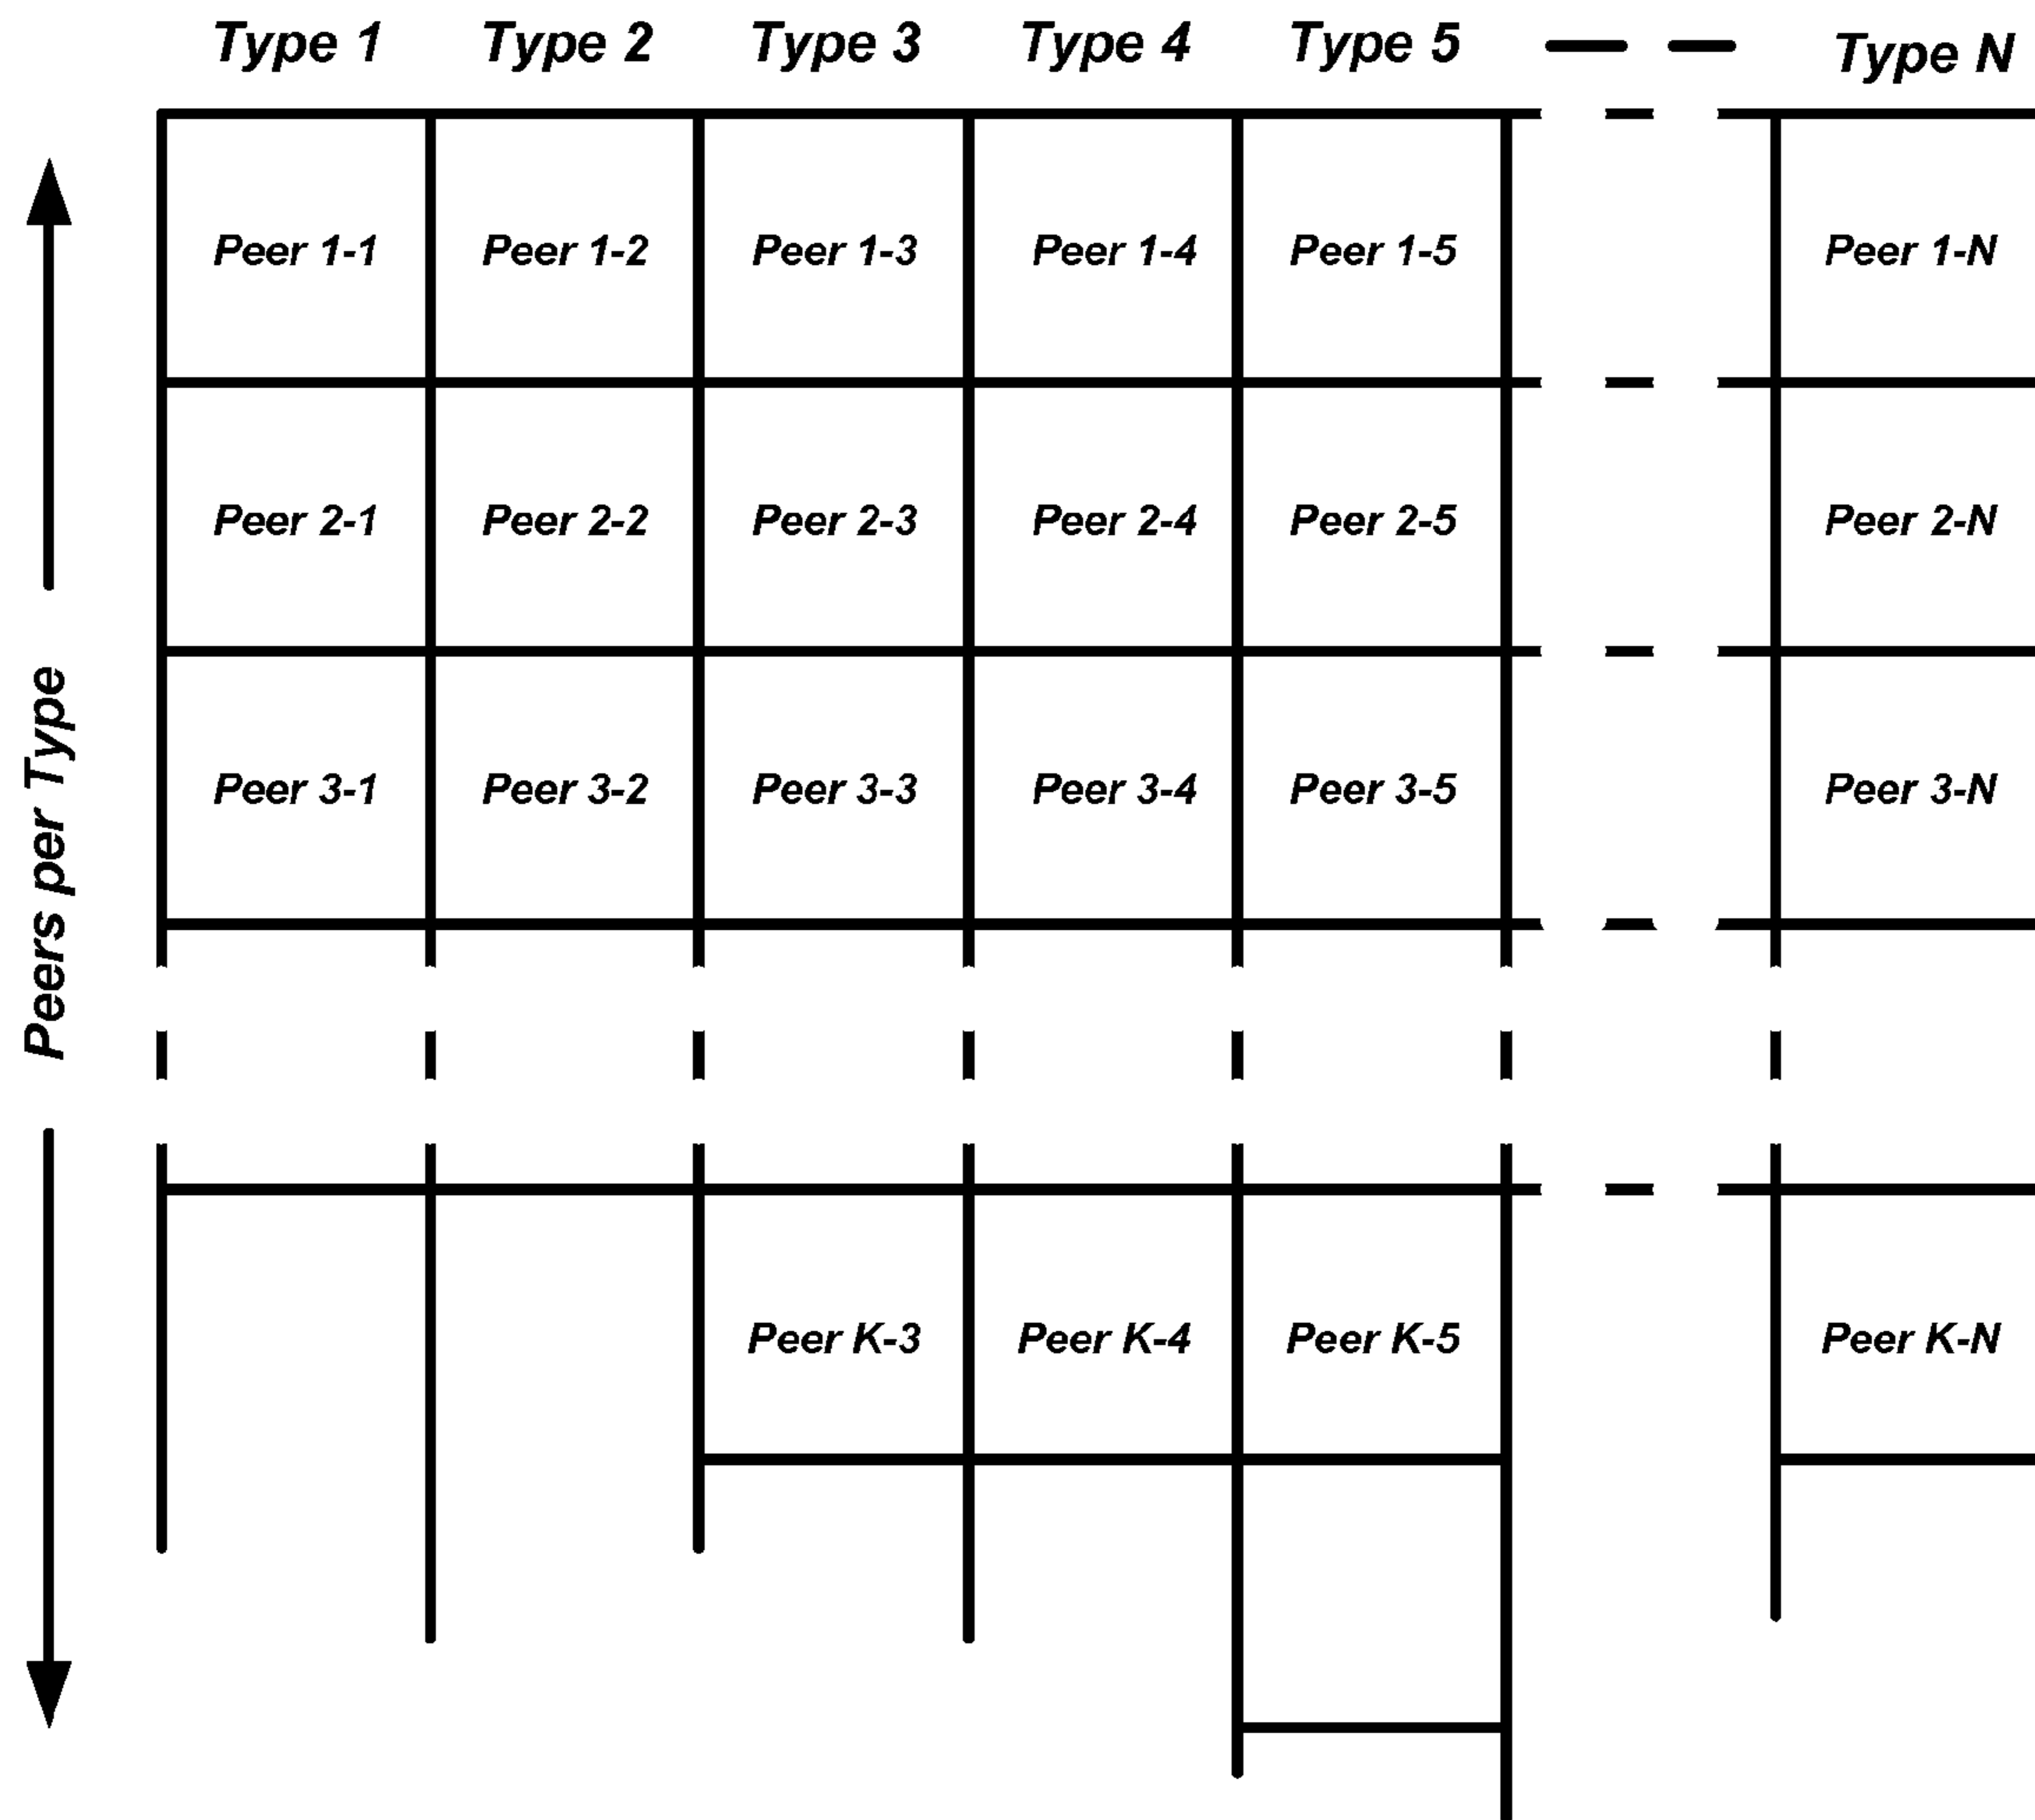 Type 1 Type 2 Type 3 Type 4 Type 5 Type N
Peer 1-1 Peer 1-2 Peer 1-3 Peer 1-4 Peer 1-5 Peer 1-N
Peer 2-1 Peer 2-2 Peer 2-3 Peer 2-4 Peer 2-5 Peer 2-N
Peers per Type
Peer 3-1 Peer 3-2 Peer 3-3 Peer 3-4 Peer 3-5 Peer 3-N
Peer K-3 Peer K-4 Peer K-5 Peer K-N